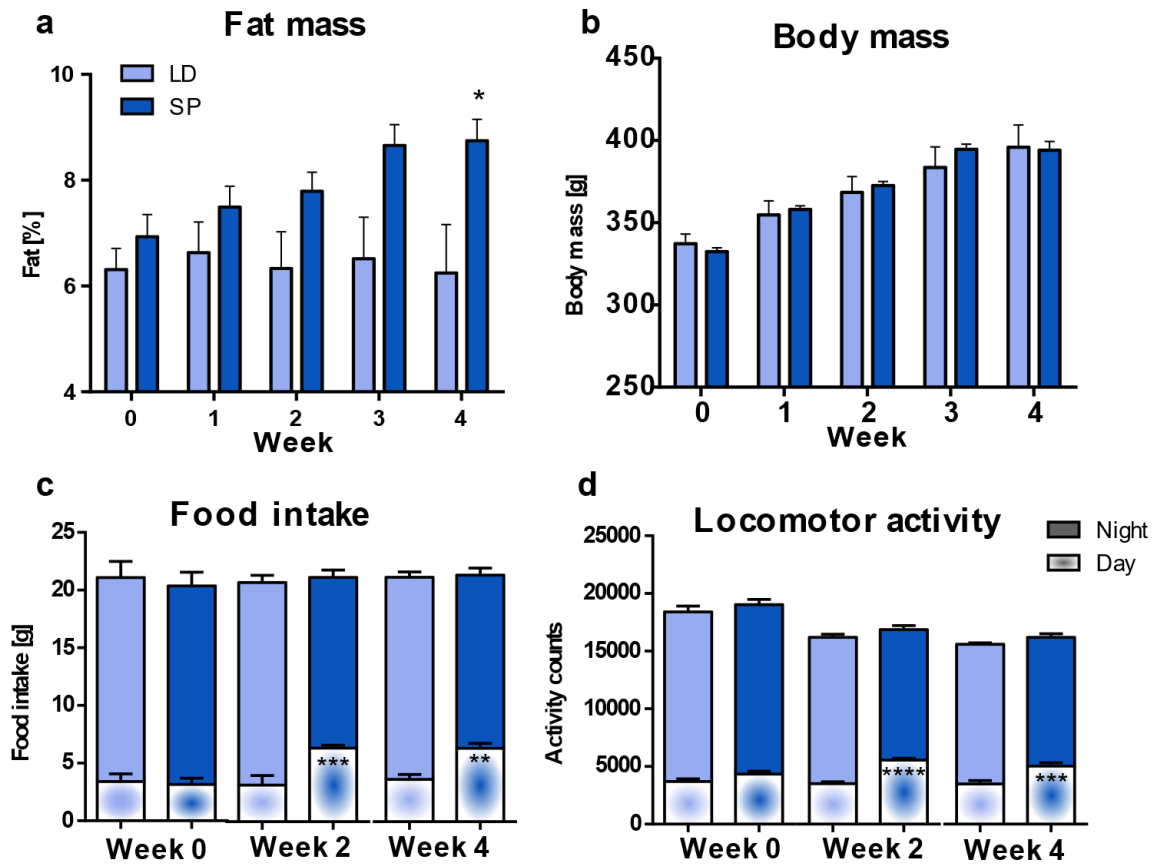 a
Fat mass
LD
SP
*
Fat [%]
10
8
6
4
0 1 2 3 4
Week
b
Body mass
Body mass [g]
450
400
350
300
250
0 1 2 3 4
Week
c
Food intake
Food intake [g]
25
20
15
10
5
0
*** **
Week 0 Week 2 Week 4
d
Locomotor activity
Night
Day
Activity counts
25000
20000
15000
10000
5000
0
**** ***
Week 0 Week 2 Week 4